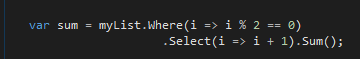 var sum = myList.Where(i => i % 2 == 0)
.Select(i => i + 1).Sum();